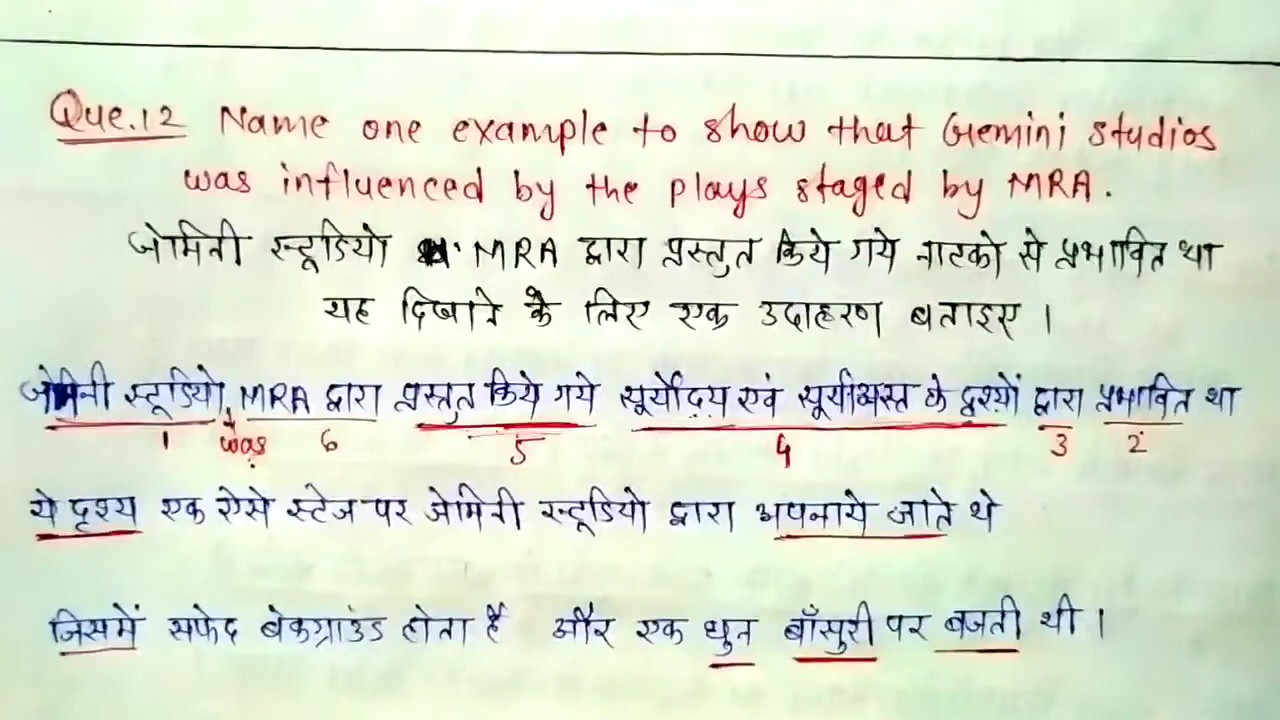 Que.12 Name one example to show that Gemini studios
was influenced by the plays staged by MRA.
जेमिनी स्टूडियो MRA द्वारा प्रस्तुत किये गये नाटको से प्रभावित था
यह दिखाने के लिए एक उदाहरण बताइए ।
जेमिनी स्टूडियो MRA द्वारा प्रस्तुत किये गये सूर्योदय एवं सूर्यअस्त के दृश्यों द्वारा प्रभावित था
1 was 6 5 4 3 2
ये दृश्य एक ऐसे स्टेज पर जेमिनी स्टूडियो द्वारा अपनाये जाते थे
जिसमें सफेद बेकग्राउंड होता है और एक धुन बाँसुरी पर बजती थी ।